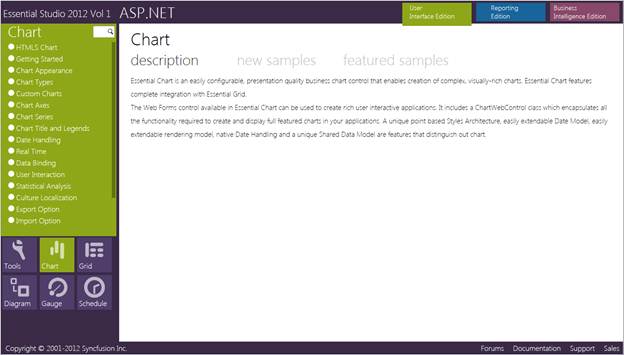 Essential Studio 2012 Vol 1 ASP.NET
User Interface Edition
Reporting Edition
Business Intelligence Edition
Chart
HTML5 Chart
Getting Started
Chart Appearance
Chart Types
Custom Charts
Chart Axes
Chart Series
Chart Title and Legends
Date Handling
Real Time
Data Binding
User Interaction
Statistical Analysis
Culture Localization
Export Option
Import Option
Tools
Chart
Grid
Diagram
Gauge
Schedule
Chart
description new samples featured samples
Essential Chart is an easily configurable, presentation quality business chart control that enables creation of complex, visually-rich charts. Essential Chart features
complete integration with Essential Grid.
The Web Forms control available in Essential Chart can be used to create rich user interactive applications. It includes a ChartWebControl class which encapsulates all
the functionality required to create and display full featured charts in your applications. A unique point based Styles Architecture, easily extendable Date Model, easily
extendable rendering model, native Date Handling and a unique Shared Data Model are features that distinguish out chart.
Copyright © 2001-2012 Syncfusion Inc.
Forums Documentation Support Sales